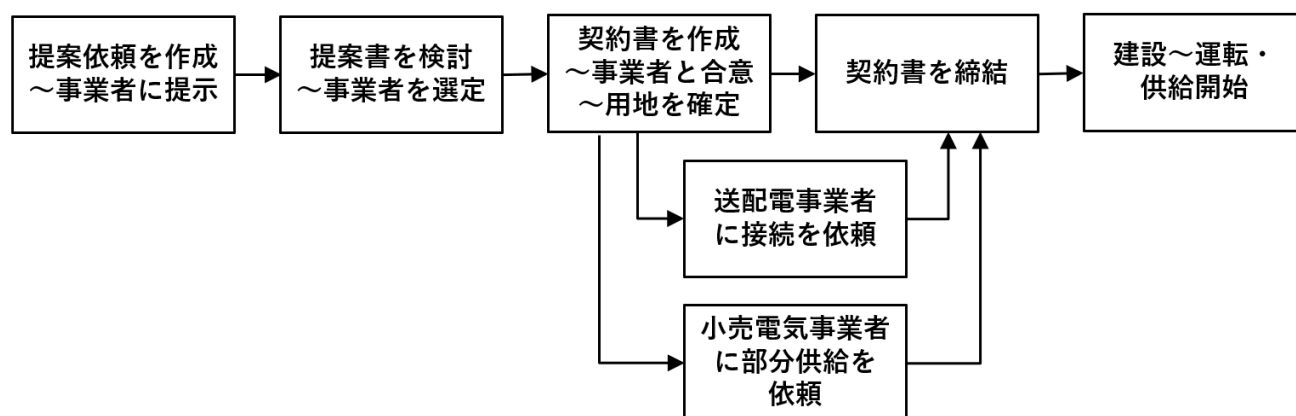 提案依頼を作成
～事業者に提示
提案書を検討
～事業者を選定
契約書を作成
～事業者と合意
～用地を確定
契約書を締結
建設～運転・
供給開始
送配電事業者
に接続を依頼
小売電気事業者
に部分供給を
依頼